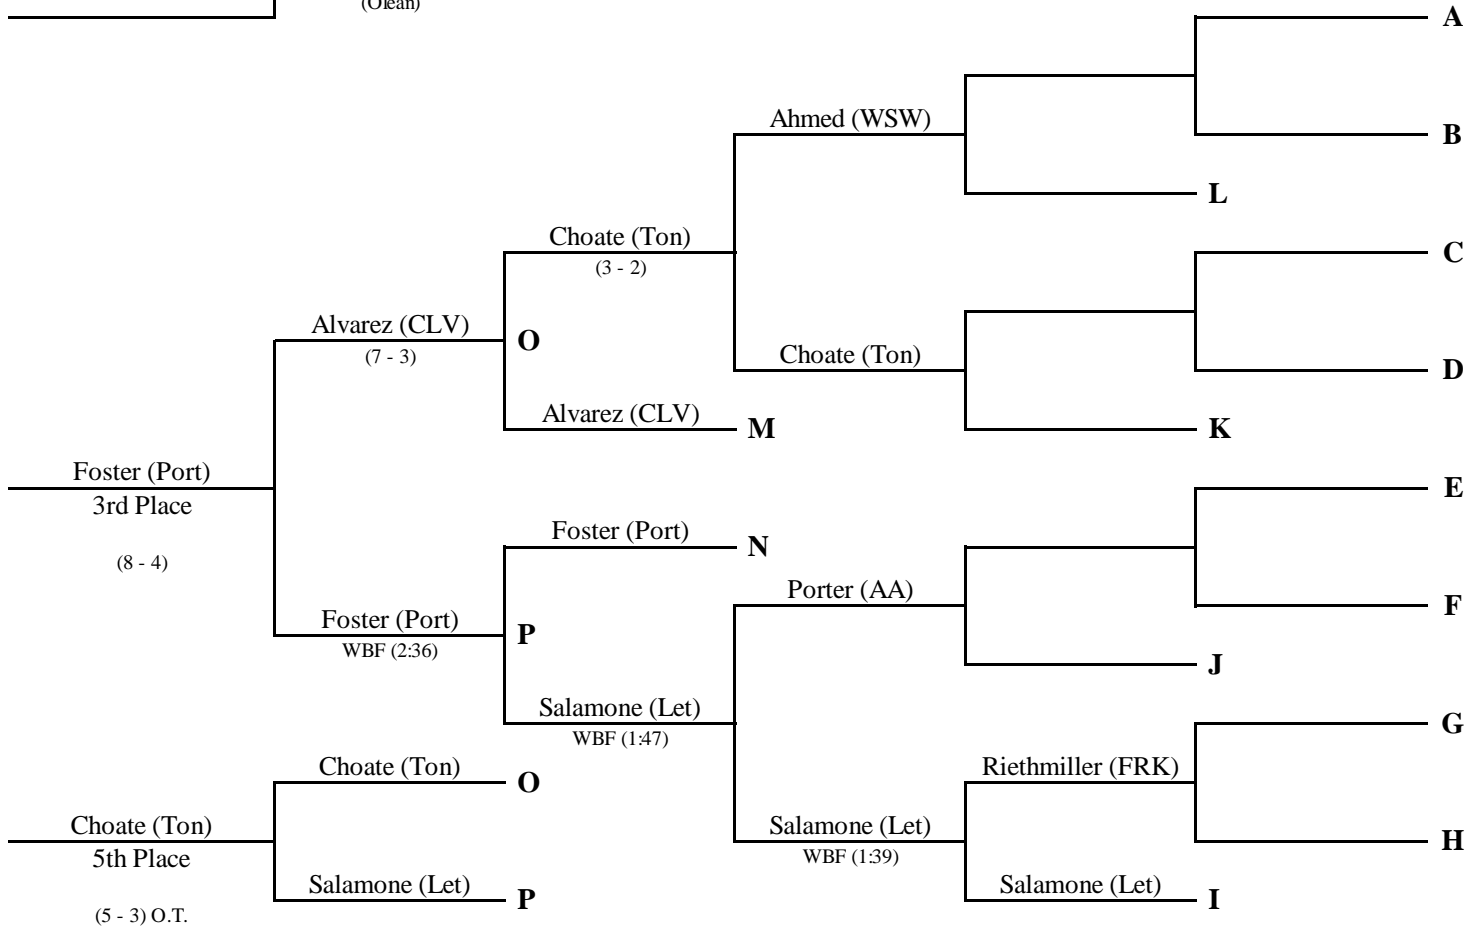 (Olean)
A
Ahmed (WSW)
B
L
Choate (Ton)
(3 - 2)
C
Alvarez (CLV)
(7 - 3)
O
Choate (Ton)
D
Alvarez (CLV)
M
K
Foster (Port)
3rd Place
(8 - 4)
E
Foster (Port)
N
Porter (AA)
F
Foster (Port)
WBF (2:36)
P
J
Salamone (Let)
WBF (1:47)
G
Choate (Ton)
O
Riethmiller (FRK)
Choate (Ton)
5th Place
(5 - 3) O.T.
Salamone (Let)
WBF (1:39)
H
Salamone (Let)
P
Salamone (Let)
I